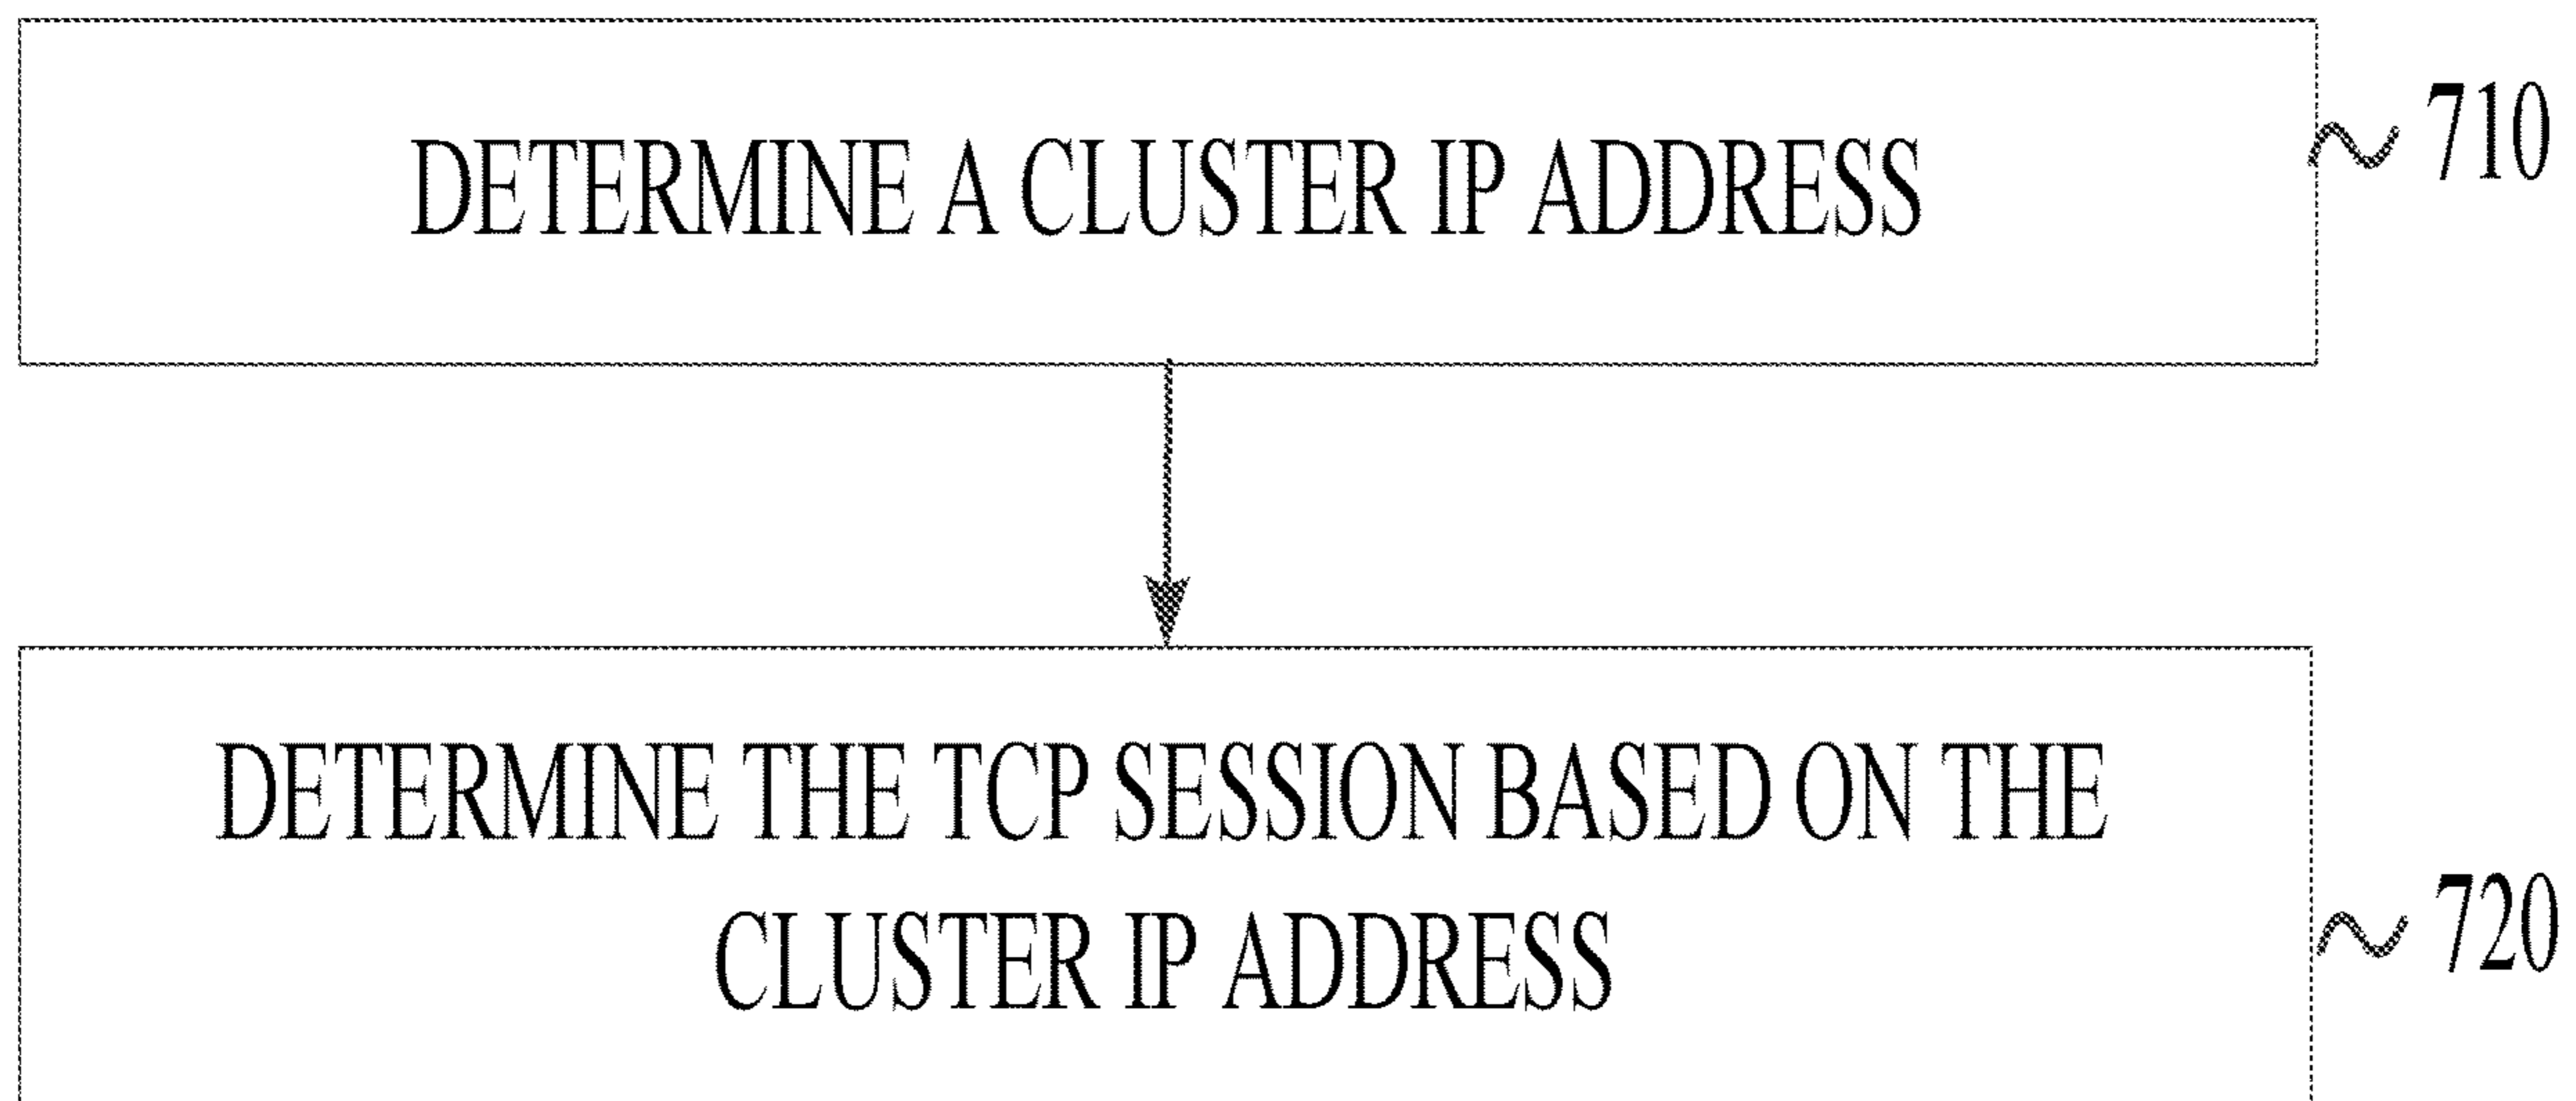 DETERMINE A CLUSTER IP ADDRESS
710
DETERMINE THE TCP SESSION BASED ON THE
CLUSTER IP ADDRESS
720